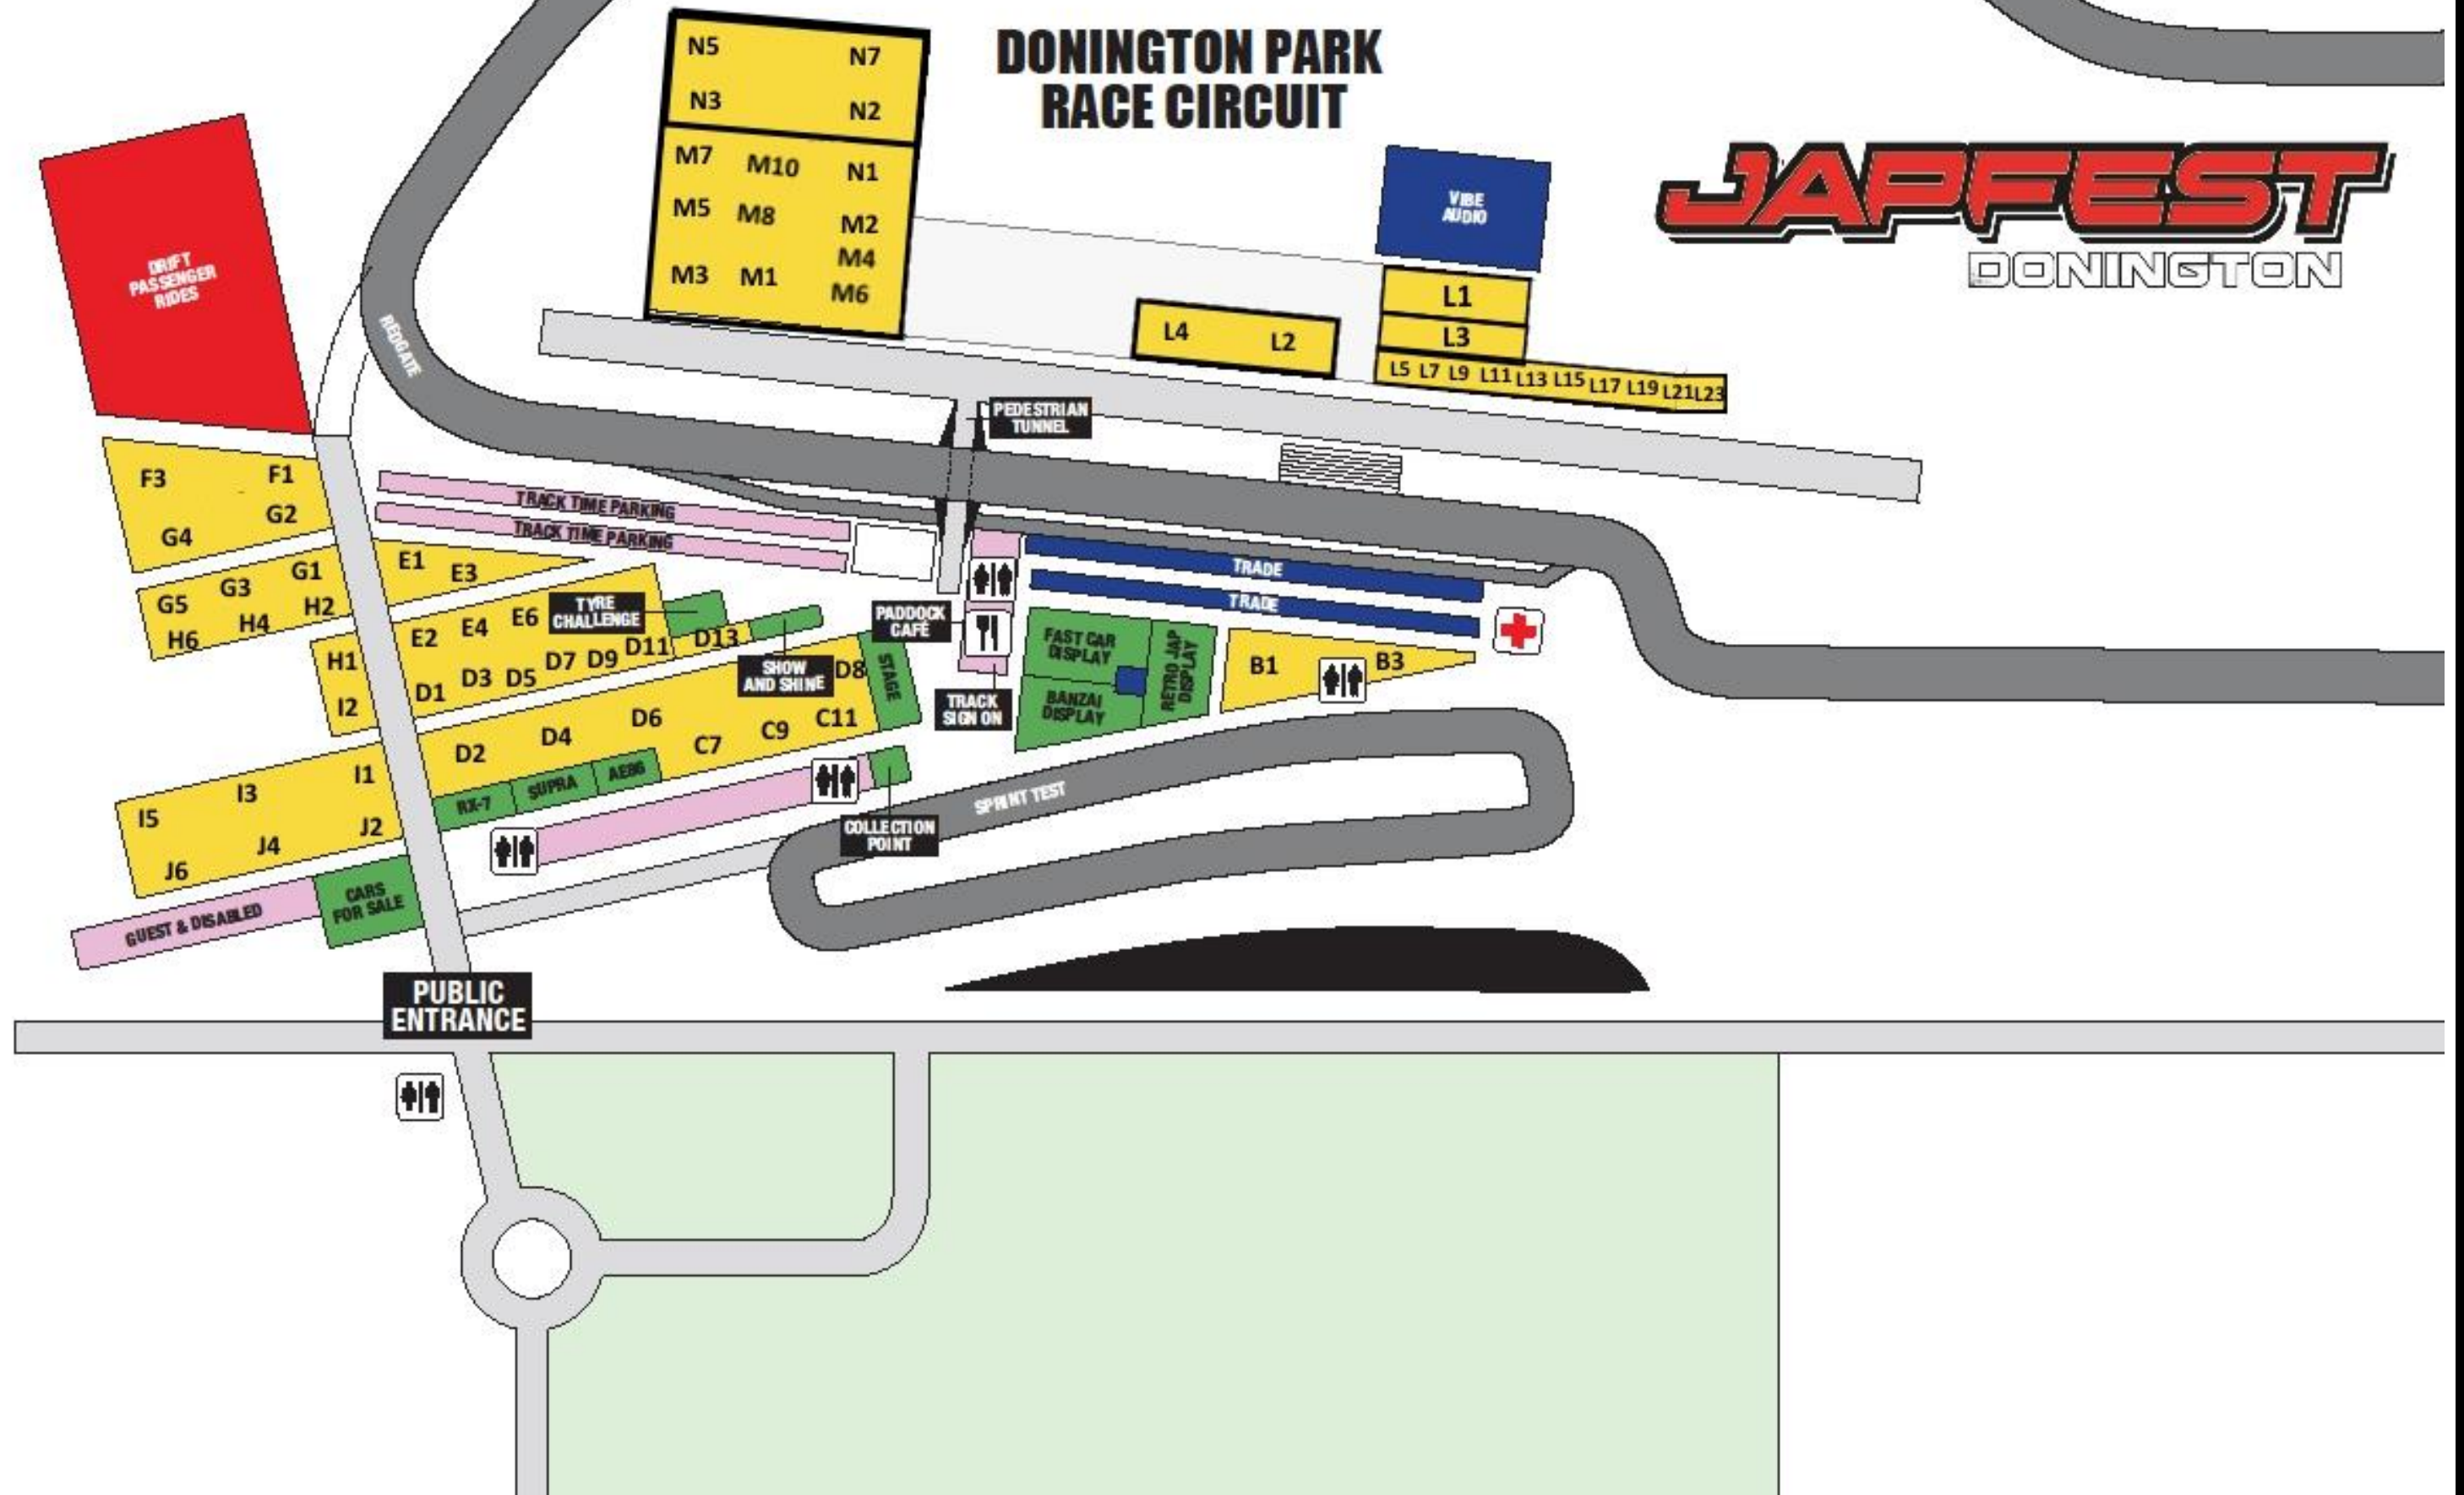 DONINGTON PARK
RACE CIRCUIT
JAPFEST
DONINGTON
N5
N7
N3
N2
M7
M10
N1
M5
M8
M2
M4
M3
M1
M6
VIBE
AUDIO
L1
L3
L4
L2
L5 L7 L9 L11 L13 L15 L17 L19 L21 L23
DRIFT
PASSENGER
RIDES
REDGATE
PEDESTRIAN
TUNNEL
F3
F1
G2
G4
TRACK TIME PARKING
TRACK TIME PARKING
G1
G3
G5
H2
H4
H6
E1
E3
E2
E4
E6
TYRE
CHALLENGE
H1
I2
D1
D3
D5
D7
D9
D11
D13
SHOW
AND SHINE
D8
STAGE
D2
D4
D6
C7
C9
C11
RX-7
SUPRA
AE86
PADDOCK
CAFÉ
TRACK
SIGN ON
TRADE
TRADE
FAST CAR
DISPLAY
BANZAI
DISPLAY
RETRO JAP
DISPLAY
B1
B3
I1
I3
I5
J2
J4
J6
CARS
FOR SALE
GUEST & DISABLED
COLLECTION
POINT
SPRINT TEST
PUBLIC
ENTRANCE